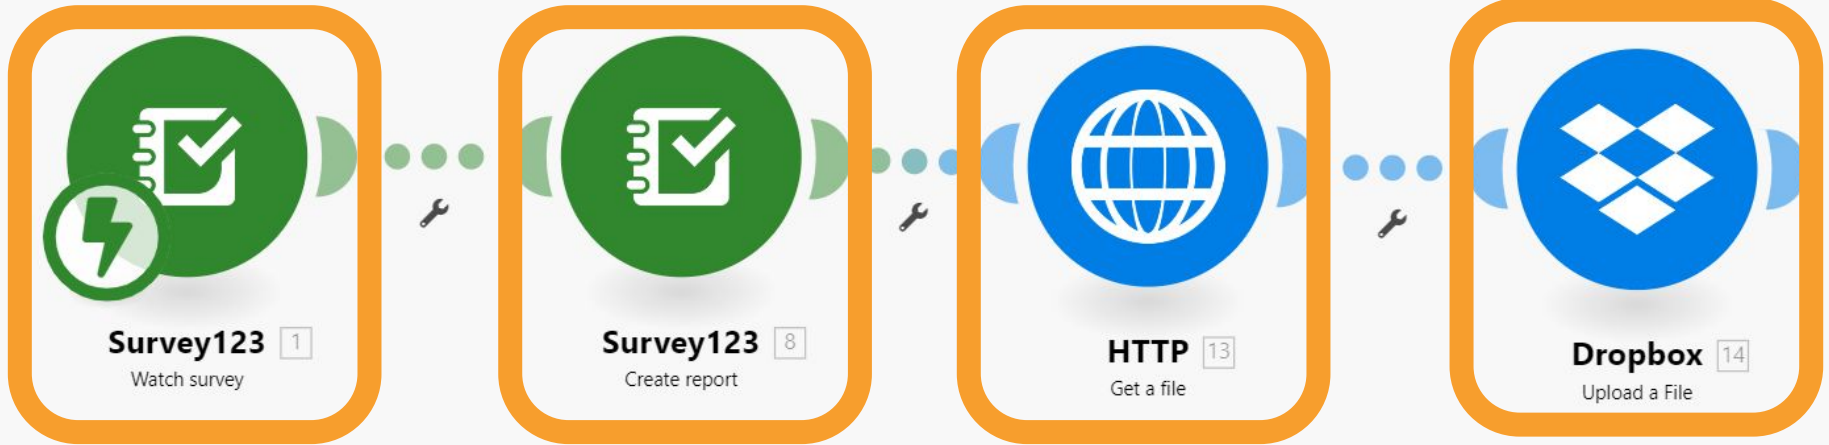 Survey123 1
Watch survey
Survey123 8
Create report
HTTP 13
Get a file
Dropbox 14
Upload a File